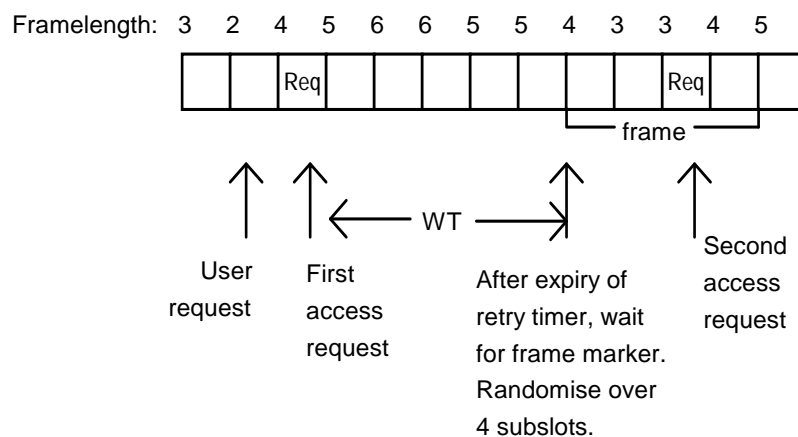 Framelength: 3 2 4 5 6 6 5 5 4 3 3 4 5
Req Req
frame
WT
User
request
First
access
request
After expiry of
retry timer, wait
for frame marker.
Randomise over
4 subslots.
Second
access
request